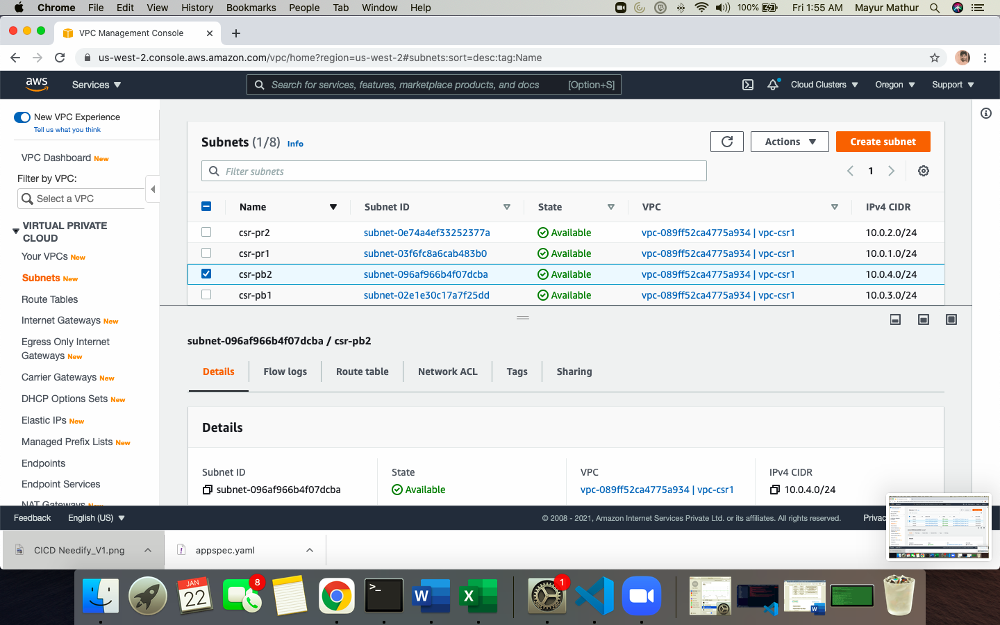 Chrome File Edit View History Bookmarks People Tab Window Help 100% Fri 1:55 AM Mayur Mathur
VPC Management Console
us-west-2.console.aws.amazon.com/vpc/home?region=us-west-2#subnets:sort=desc:tag:Name
aws Services Search for services, features, marketplace products, and docs [Option+S] Cloud Clusters Oregon Support
New VPC Experience
Tell us what you think
VPC Dashboard New
Filter by VPC:
Select a VPC
VIRTUAL PRIVATE
CLOUD
Your VPCs New
Subnets New
Route Tables
Internet Gateways New
Egress Only Internet
Gateways New
Carrier Gateways New
DHCP Options Sets New
Elastic IPs New
Managed Prefix Lists New
Endpoints
Endpoint Services
NAT Gateways New
Subnets (1/8) Info
Actions
Create subnet
Filter subnets
1
Name Subnet ID State VPC IPv4 CIDR
csr-pr2 subnet-0e74a4ef33252377a Available vpc-089ff52ca4775a934 | vpc-csr1 10.0.2.0/24
csr-pr1 subnet-03f6fc8a6cab483b0 Available vpc-089ff52ca4775a934 | vpc-csr1 10.0.1.0/24
csr-pb2 subnet-096af966b4f07dcba Available vpc-089ff52ca4775a934 | vpc-csr1 10.0.4.0/24
csr-pb1 subnet-02e1e30c17a7f25dd Available vpc-089ff52ca4775a934 | vpc-csr1 10.0.3.0/24
subnet-096af966b4f07dcba / csr-pb2
Details Flow logs Route table Network ACL Tags Sharing
Details
Subnet ID State VPC IPv4 CIDR
subnet-096af966b4f07dcba Available vpc-089ff52ca4775a934 | vpc-csr1 10.0.4.0/24
Feedback English (US) © 2008 - 2021, Amazon Internet Services Private Ltd. or its affiliates. All rights reserved.
CICD Needify_V1.png appspec.yaml
JAN
22
8
>_
W
X
1